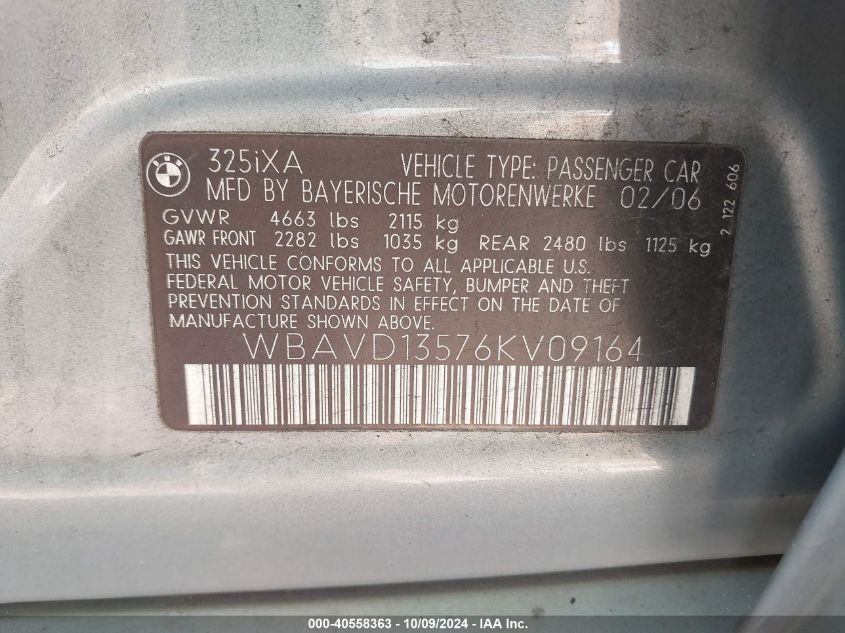 BMW
325iXA VEHICLE TYPE: PASSENGER CAR
MFD BY BAYERISCHE MOTORENWERKE 02/06
GVWR 4663 lbs 2115 kg
GAWR FRONT 2282 lbs 1035 kg REAR 2480 lbs 1125 kg
THIS VEHICLE CONFORMS TO ALL APPLICABLE U.S.
FEDERAL MOTOR VEHICLE SAFETY, BUMPER AND THEFT
PREVENTION STANDARDS IN EFFECT ON THE DATE OF
MANUFACTURE SHOWN ABOVE.
WBAVD13576KV09164
2 122 606
000-40558363 - 10/09/2024 - IAA Inc.